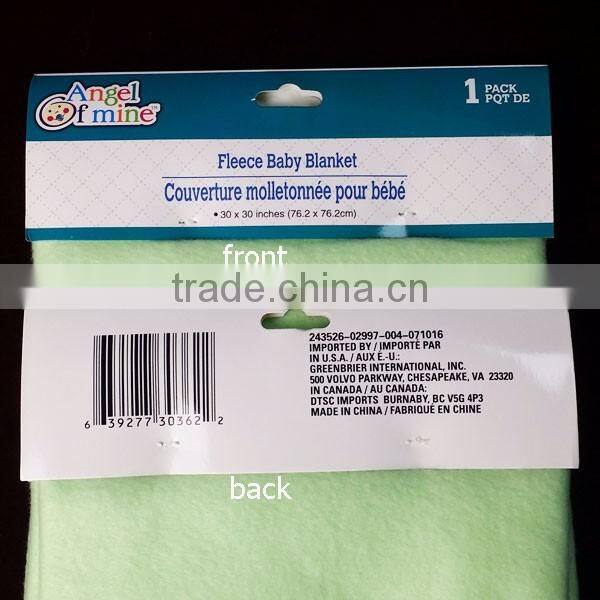 Angel
Of mine™
1 PACK
PQT DE
Fleece Baby Blanket
Couverture molletonnée pour bébé
• 30 x 30 inches (76.2 x 76.2cm)
front
trade.china.cn
243526-02997-004-071016
IMPORTED BY / IMPORTÉ PAR
IN U.S.A. / AUX É.-U.:
GREENBRIER INTERNATIONAL, INC.
500 VOLVO PARKWAY, CHESAPEAKE, VA 23320
IN CANADA / AU CANADA:
DTSC IMPORTS BURNABY, BC V5G 4P3
MADE IN CHINA / FABRIQUÉ EN CHINE
6 39277 30362 2
back